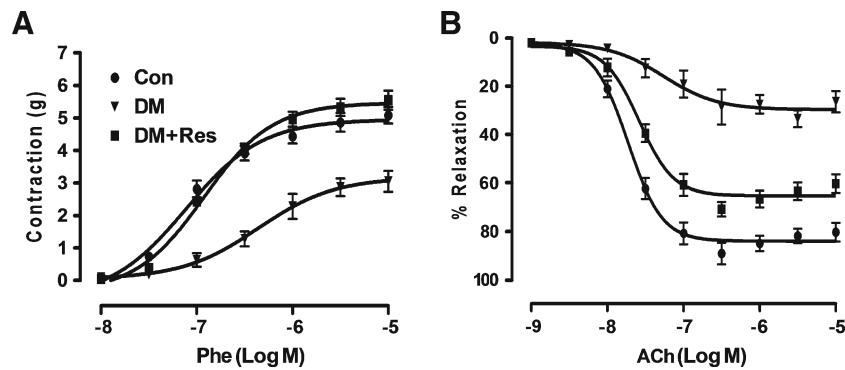 A
Contraction (g)
7
6
5
4
3
2
1
0
Con
DM
DM+Res
-8 -7 -6 -5
Phe (Log M)
B
% Relaxation
0
20
40
60
80
100
-9 -8 -7 -6 -5
ACh (Log M)